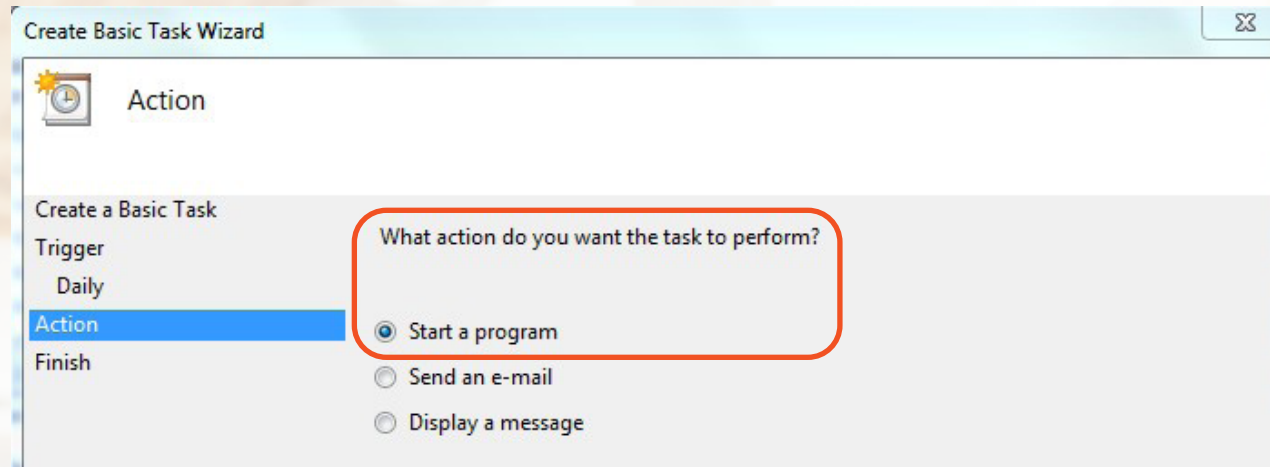 Create Basic Task Wizard
Action
Create a Basic Task
Trigger
Daily
Action
Finish
What action do you want the task to perform?
Start a program
Send an e-mail
Display a message